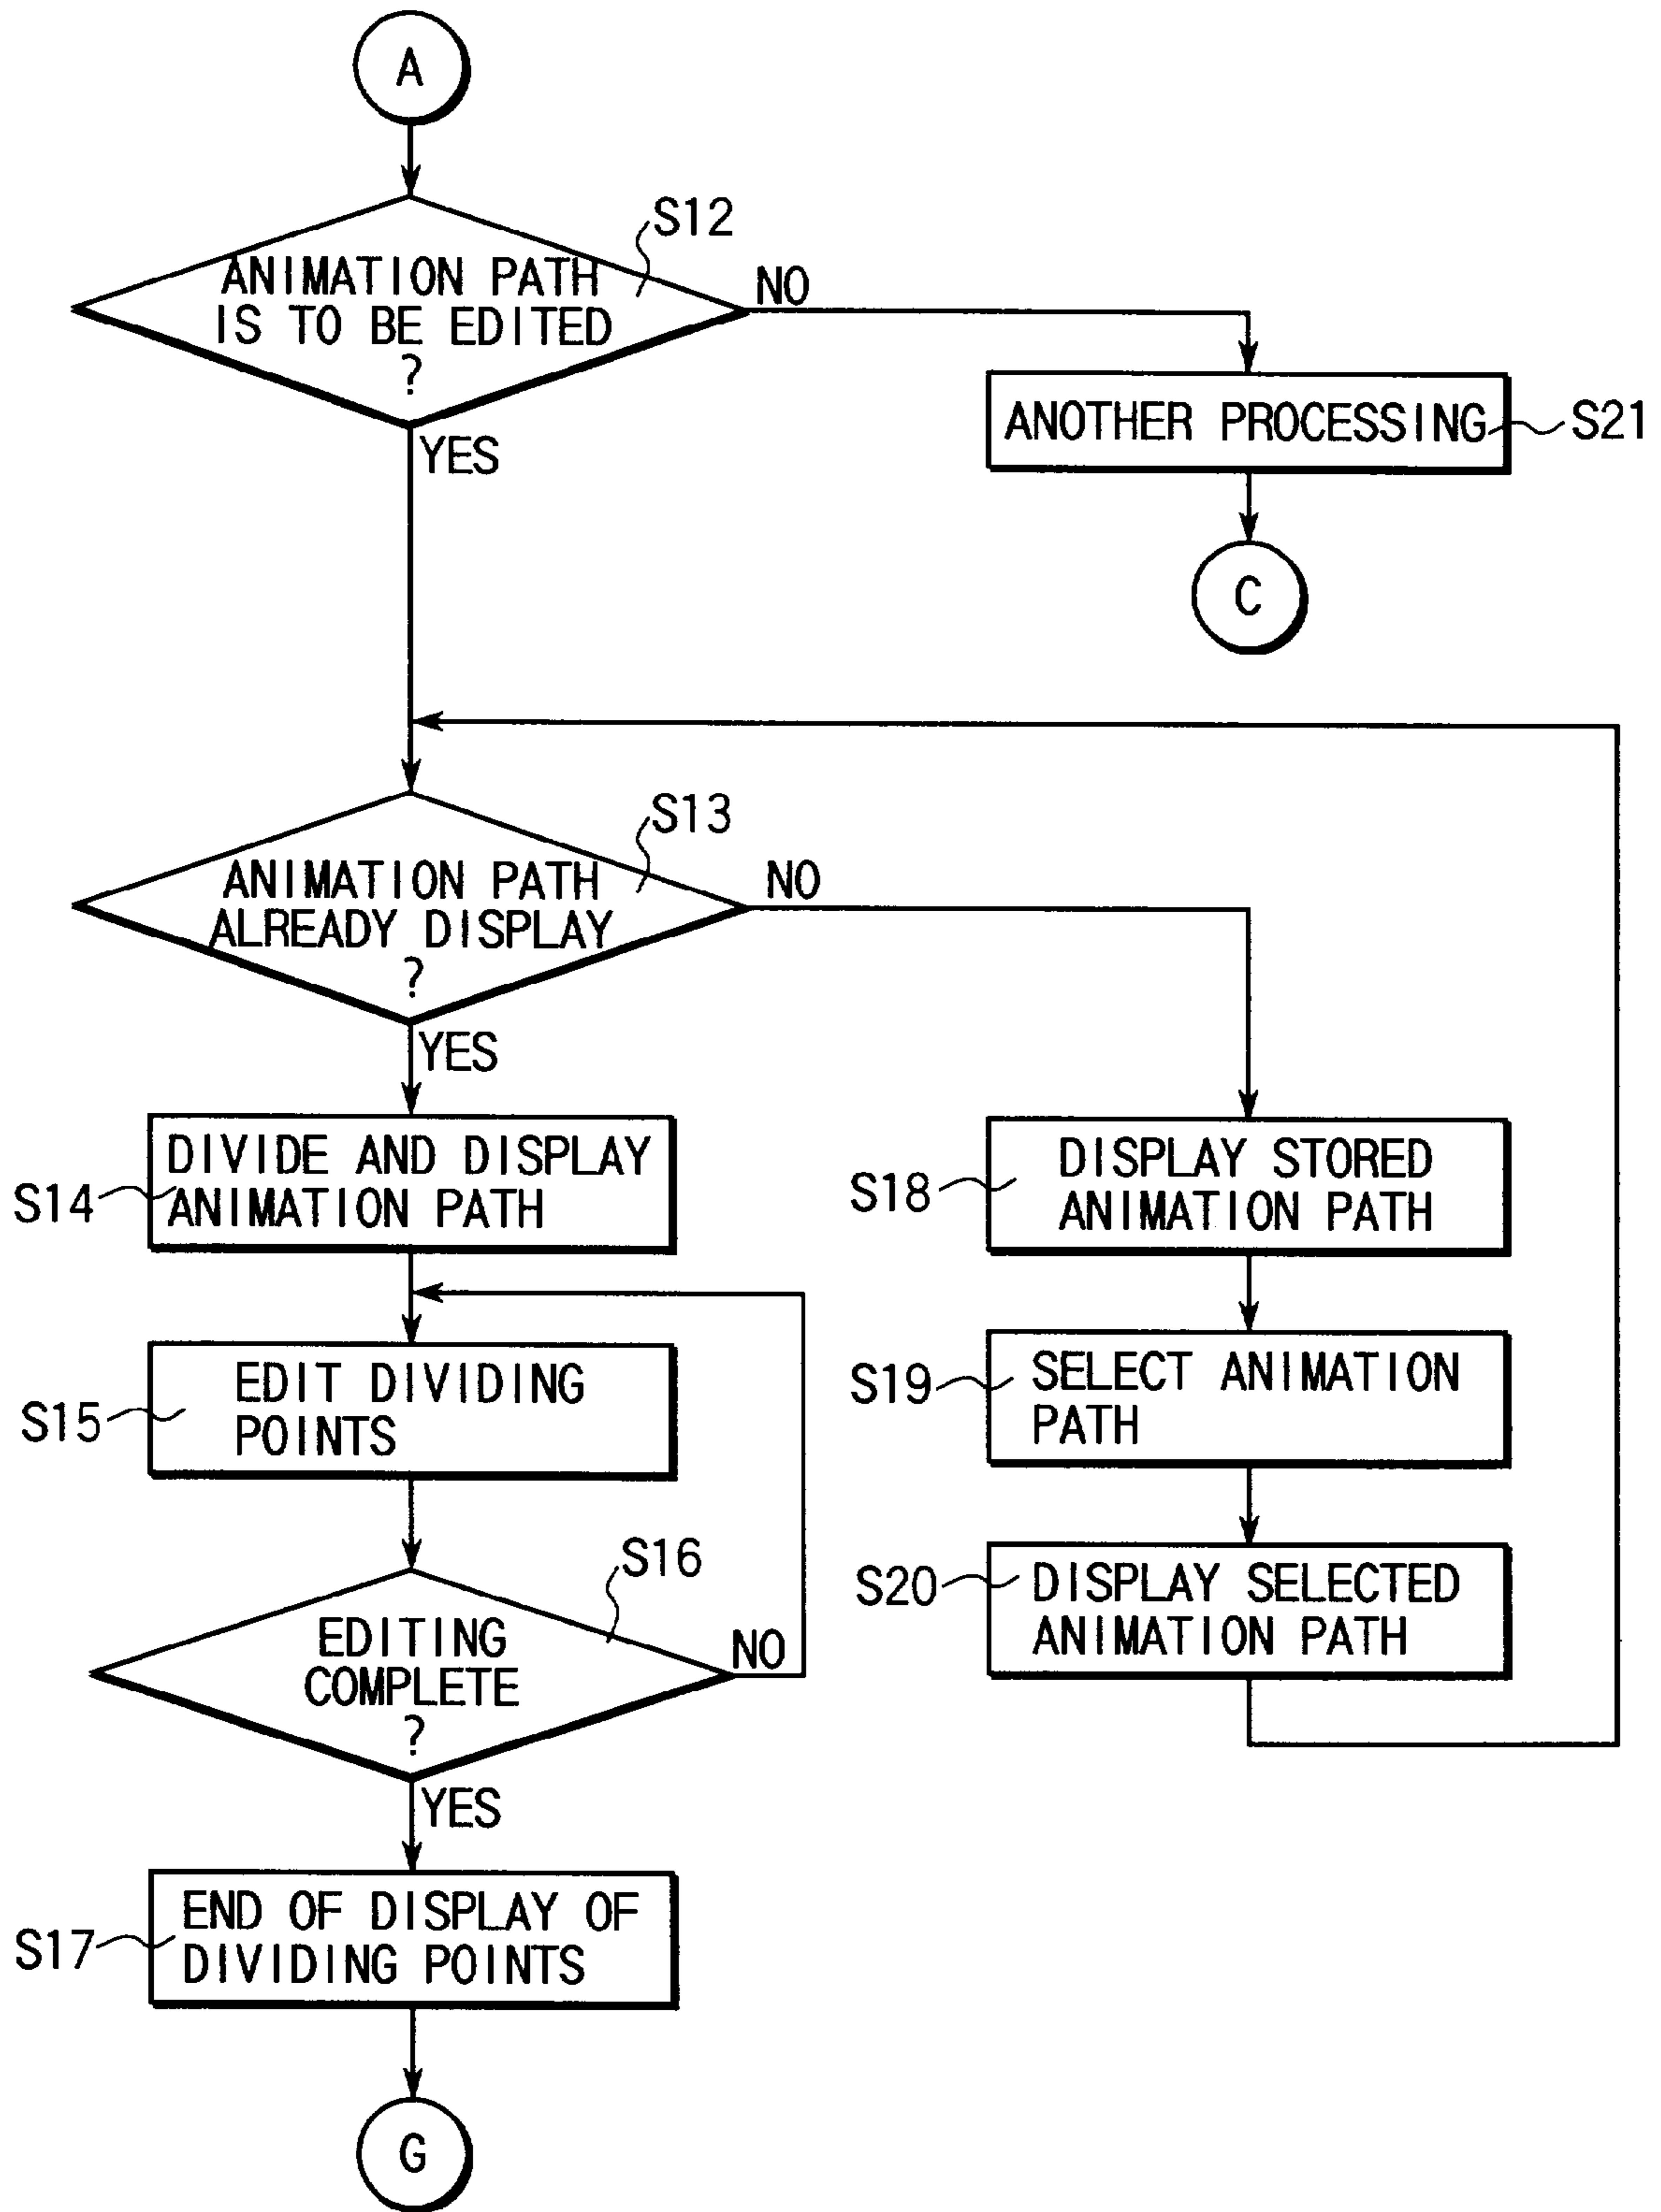 A
S12
ANIMATION PATH
IS TO BE EDITED
?
NO
YES
ANOTHER PROCESSING
S21
C
S13
ANIMATION PATH
ALREADY DISPLAY
?
NO
YES
S14
DIVIDE AND DISPLAY
ANIMATION PATH
S18
DISPLAY STORED
ANIMATION PATH
S15
EDIT DIVIDING
POINTS
S19
SELECT ANIMATION
PATH
S16
EDITING
COMPLETE
?
NO
YES
S20
DISPLAY SELECTED
ANIMATION PATH
S17
END OF DISPLAY OF
DIVIDING POINTS
G